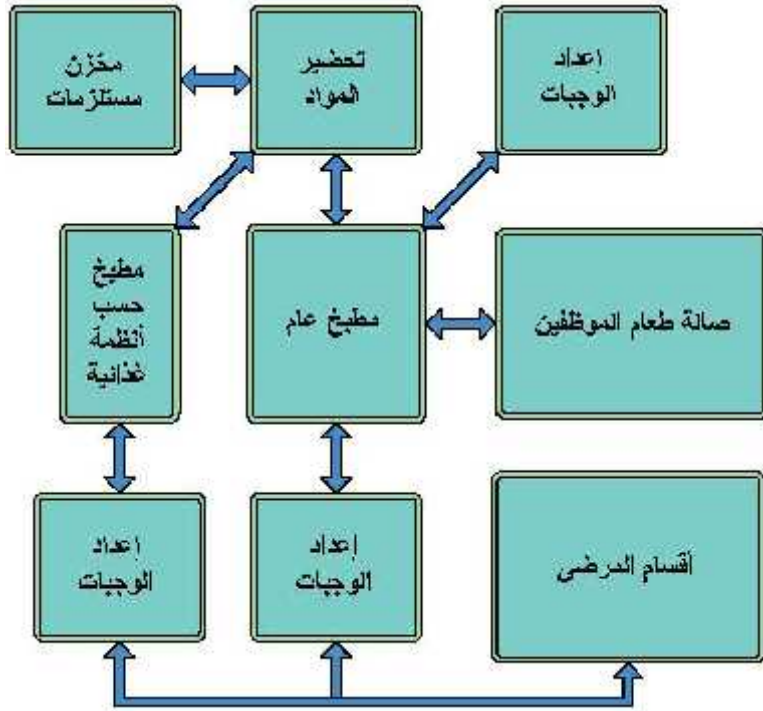 إعداد
الوجبات
تحضير
المواد
مخزن
مستلزمات
صالة طعام الموظفين
مطبخ عام
مطبخ
حسب
أنظمة
غذائية
أقسام المرضى
إعداد
الوجبات
إعداد
الوجبات